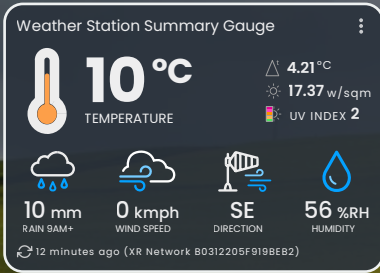 Weather Station Summary Gauge
10 °C
TEMPERATURE
4.21 °C
17.37 w/sqm
UV INDEX 2
10 mm
RAIN 9AM+
0 kmph
WIND SPEED
SE
DIRECTION
56 %RH
HUMIDITY
12 minutes ago (XR Network B0312205F919BEB2)